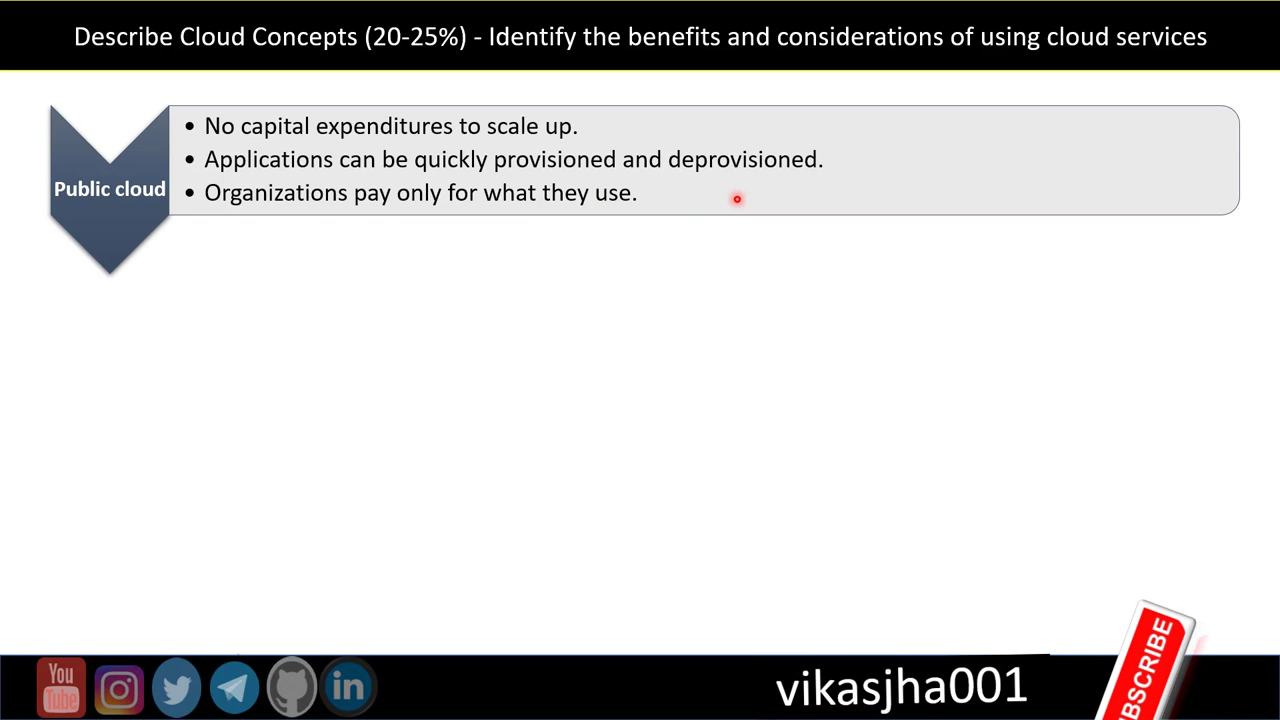 Describe Cloud Concepts (20-25%) - Identify the benefits and considerations of using cloud services
Public cloud
• No capital expenditures to scale up.
• Applications can be quickly provisioned and deprovisioned.
• Organizations pay only for what they use.
You
Tube
in
vikasjha001
BSCRIBE